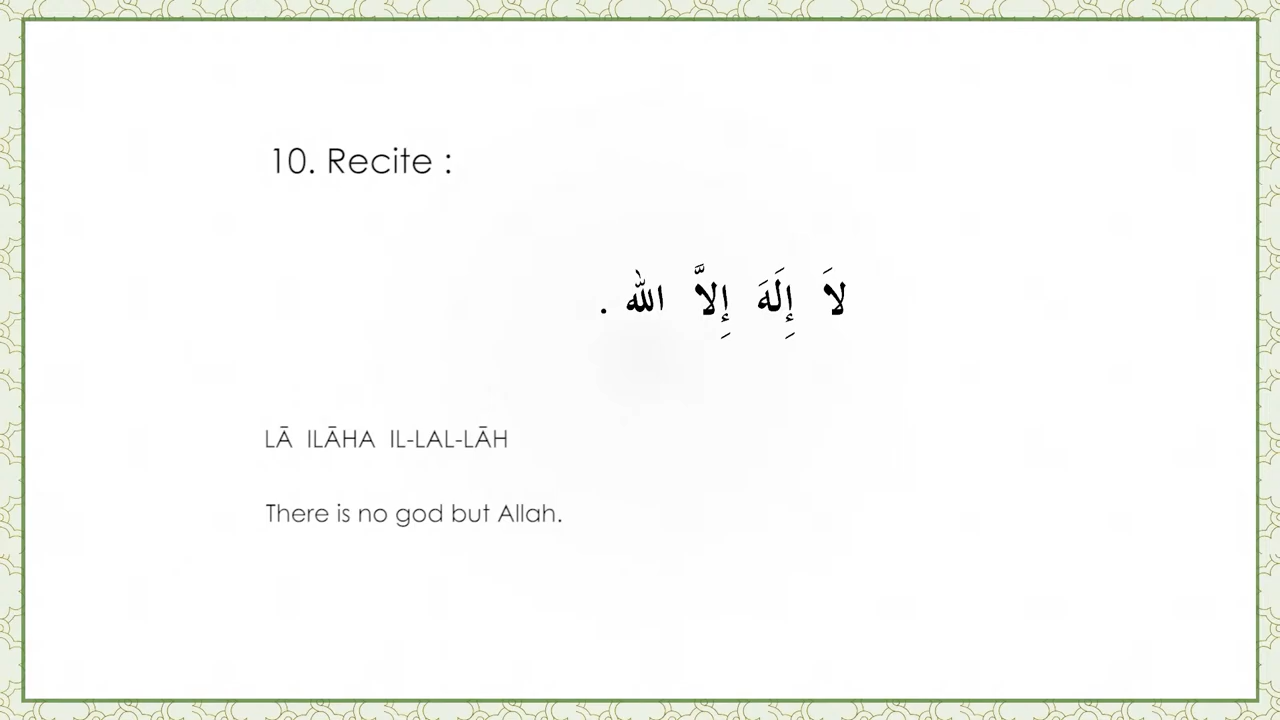 10. Recite :
لاَ إِلَهَ إِلاَّ الله .
LĀ ILĀHA IL-LAL-LĀH
There is no god but Allah.